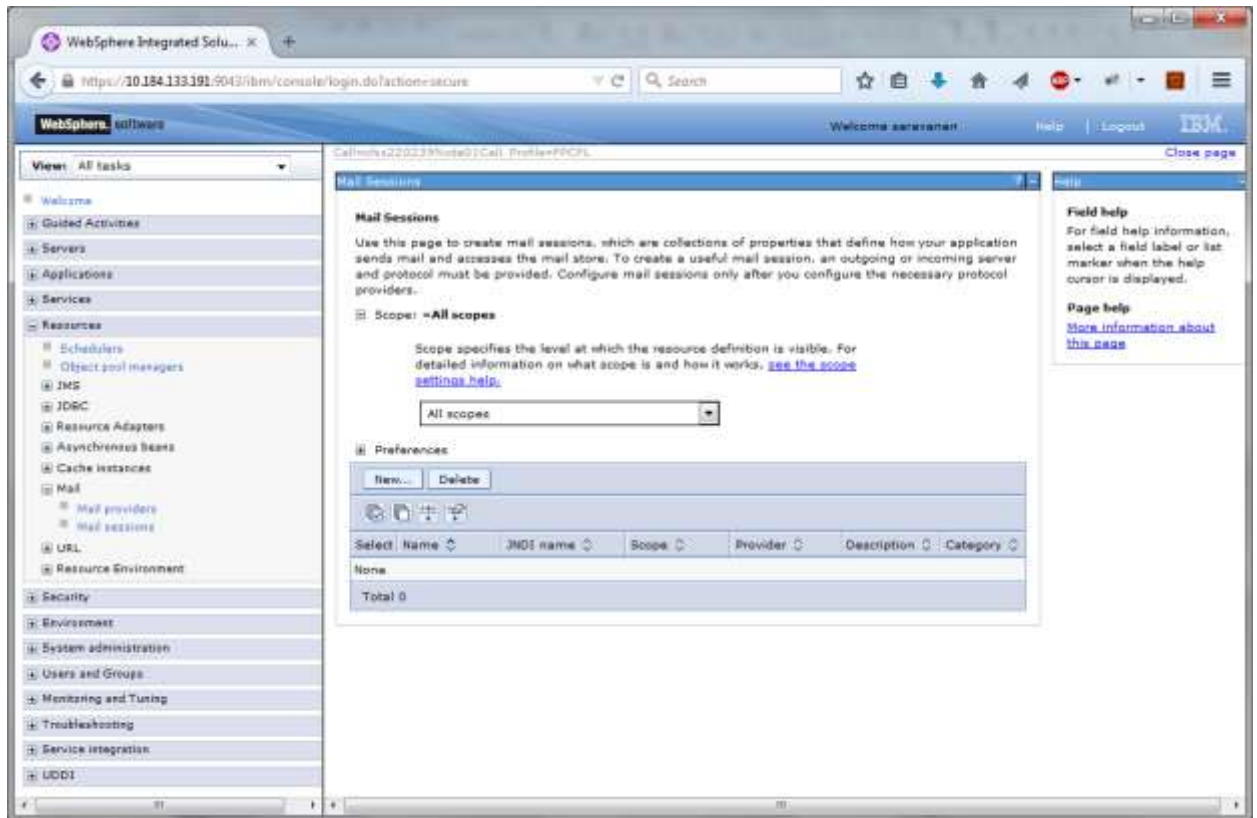 WebSphere Integrated Solu... ×
https://10.184.133.191:9043/ibm/console/login.do?action=secure
Search
WebSphere. software
Welcome saravanan
Help | Logout
IBM.
View: All tasks
Welcome
Guided Activities
Servers
Applications
Services
Resources
Schedulers
Object pool managers
JMS
JDBC
Resource Adapters
Asynchronous beans
Cache instances
Mail
Mail providers
Mail sessions
URL
Resource Environment
Security
Environment
System administration
Users and Groups
Monitoring and Tuning
Troubleshooting
Service integration
UDDI
Close page
Mail Sessions
Mail Sessions
Use this page to create mail sessions, which are collections of properties that define how your application
sends mail and accesses the mail store. To create a useful mail session, an outgoing or incoming server
and protocol must be provided. Configure mail sessions only after you configure the necessary protocol
providers.
Scope: =All scopes
Scope specifies the level at which the resource definition is visible. For
detailed information on what scope is and how it works, see the scope
settings help.
All scopes
Preferences
New... Delete
Select Name JNDI name Scope Provider Description Category
None
Total 0
Help
Field help
For field help information,
select a field label or list
marker when the help
cursor is displayed.
Page help
More information about
this page